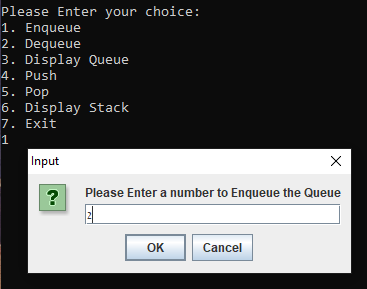 Please Enter your choice:
1. Enqueue
2. Dequeue
3. Display Queue
4. Push
5. Pop
6. Display Stack
7. Exit
1
Input
Please Enter a number to Enqueue the Queue
2
OK Cancel